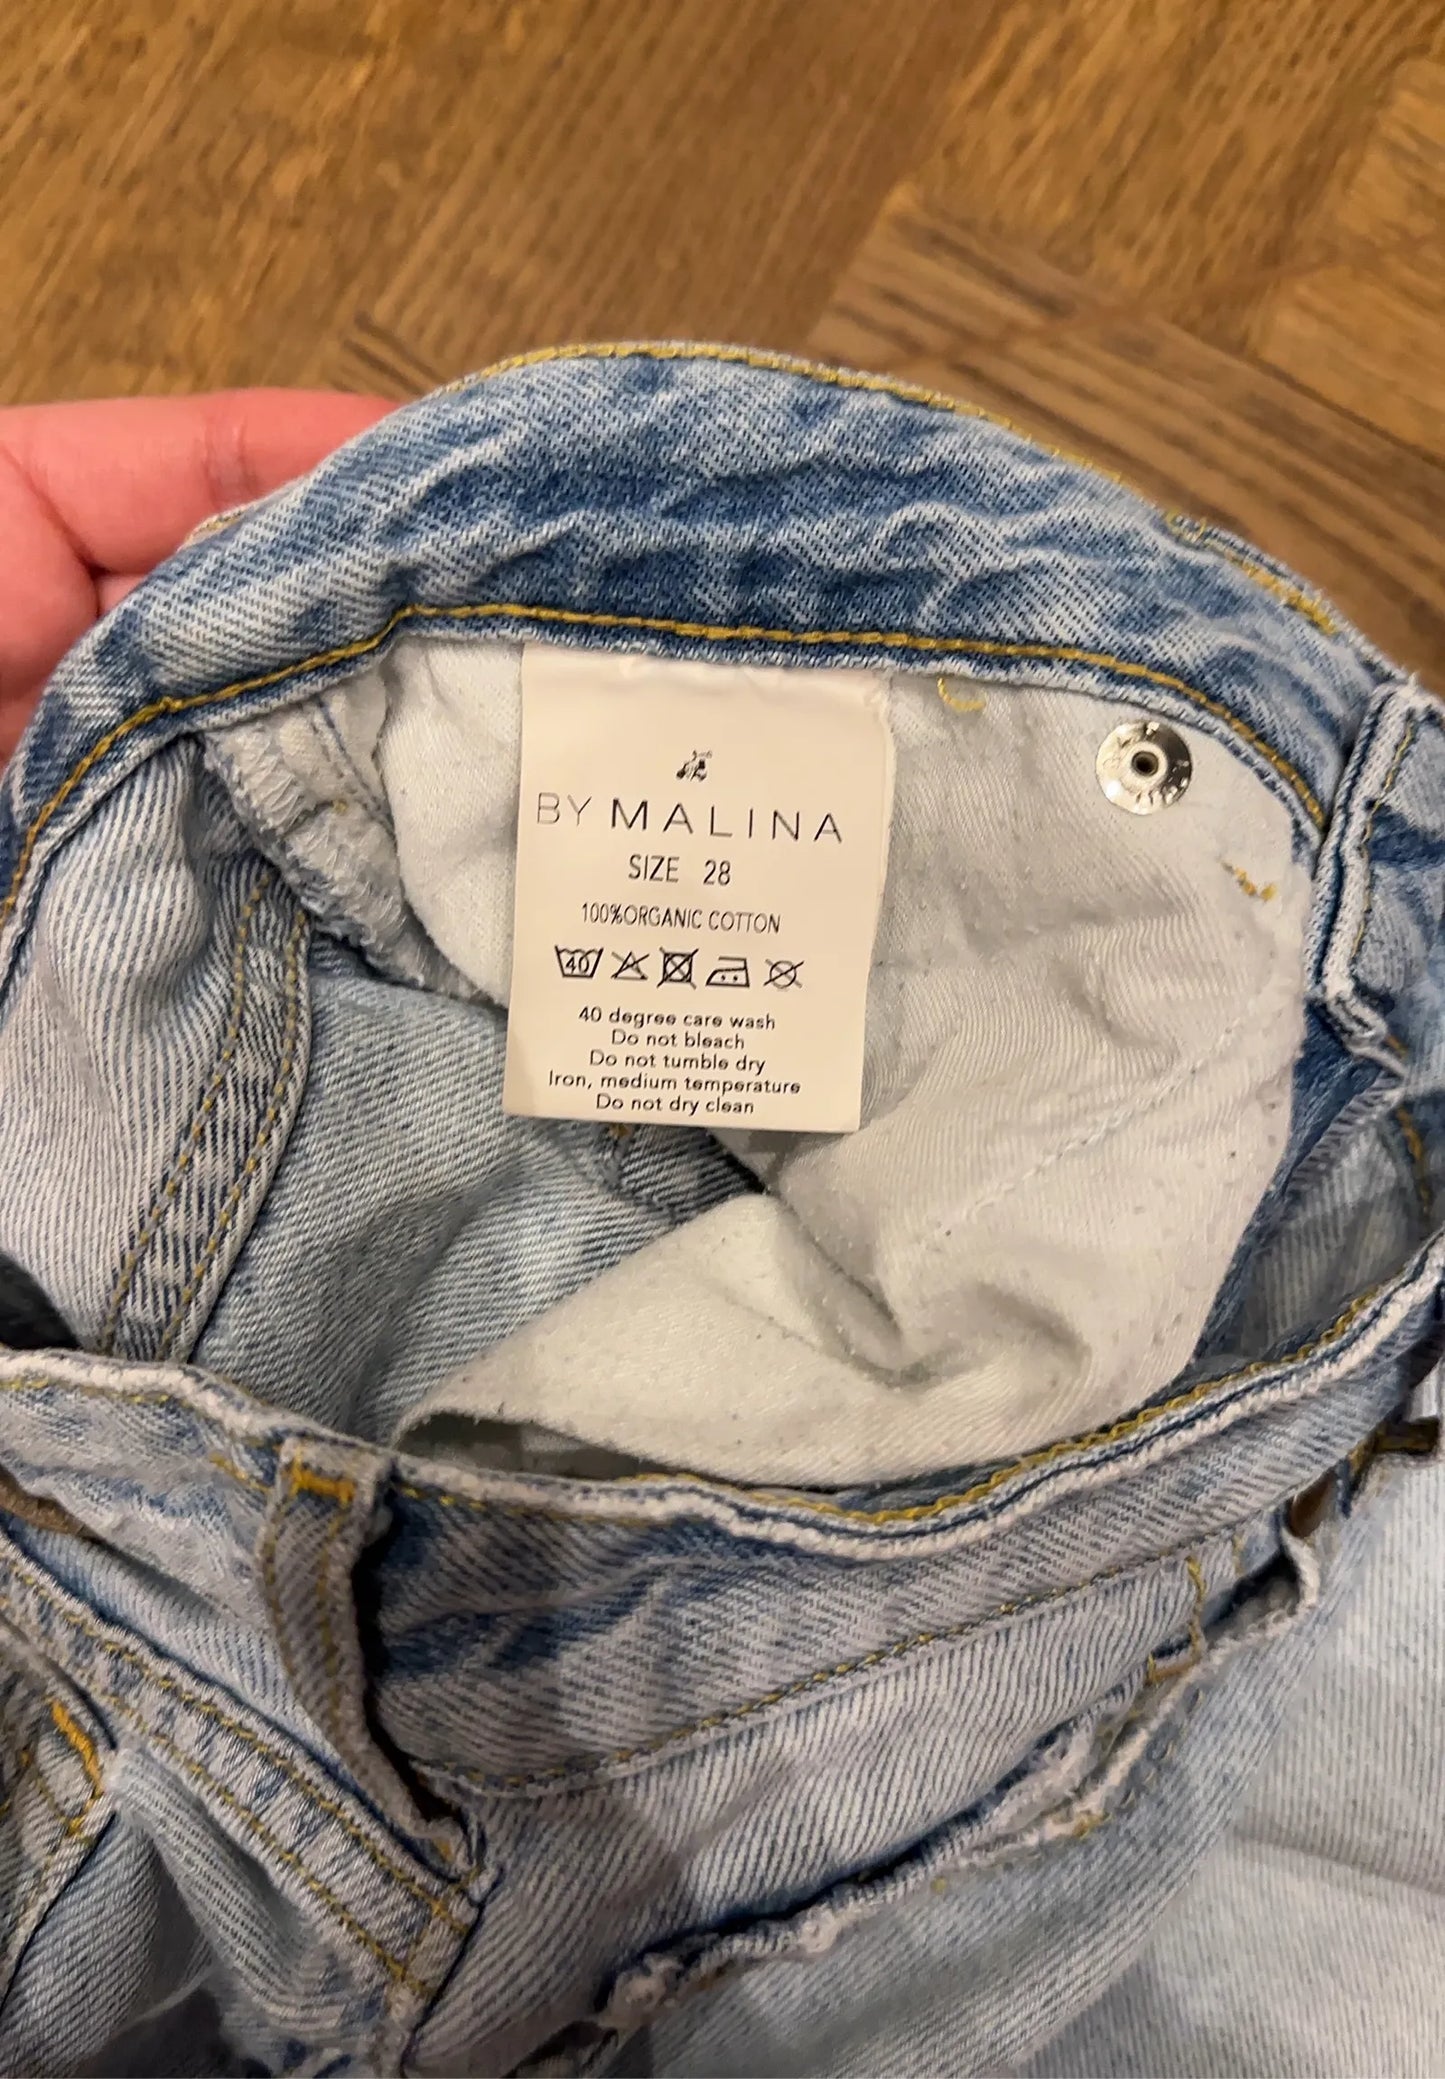 BY MALINA
SIZE 28
100%ORGANIC COTTON
40
40 degree care wash
Do not bleach
Do not tumble dry
Iron, medium temperature
Do not dry clean